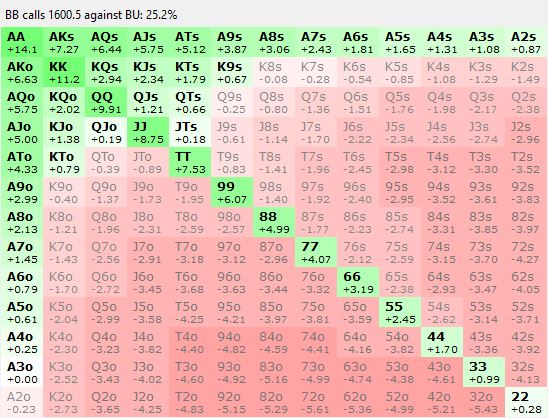 BB calls 1600.5 against BU: 25.2%
AA AKs AQs AJs ATs A9s A8s A7s A6s A5s A4s A3s A2s
+14.1 +7.27 +6.44 +5.75 +5.12 +3.87 +3.06 +2.43 +1.81 +1.65 +1.31 +1.08 +0.87
AKo KK KQs KJs KTs K9s K8s K7s K6s K5s K4s K3s K2s
+6.63 +11.2 +2.94 +2.34 +1.79 +0.67 -0.08 -0.28 -0.54 -0.85 -1.08 -1.29 -1.49
AQo KQo QQ QJs QTs Q9s Q8s Q7s Q6s Q5s Q4s Q3s Q2s
+5.75 +2.02 +9.91 +1.21 +0.66 -0.25 -0.80 -1.36 -1.51 -1.76 -1.98 -2.17 -2.38
AJo KJo QJo JJ JTs J9s J8s J7s J6s J5s J4s J3s J2s
+5.00 +1.38 +0.19 +8.75 +0.18 -0.61 -1.14 -1.70 -2.22 -2.34 -2.56 -2.74 -2.96
ATo KTo QTo JTo TT T9s T8s T7s T6s T5s T4s T3s T2s
+4.33 +0.79 -0.39 -0.89 +7.53 -0.83 -1.41 -1.96 -2.45 -2.98 -3.12 -3.30 -3.52
A9o K9o Q9o J9o T9o 99 98s 97s 96s 95s 94s 93s 92s
+2.99 -0.40 -1.37 -1.73 -1.95 +6.07 -1.40 -1.92 -2.40 -2.95 -3.52 -3.61 -3.83
A8o K8o Q8o J8o T8o 98o 88 87s 86s 85s 84s 83s 82s
+2.13 -1.21 -1.96 -2.31 -2.59 -2.57 +4.99 -1.77 -2.23 -2.74 -3.31 -3.85 -3.97
A7o K7o Q7o J7o T7o 97o 87o 77 76s 75s 74s 73s 72s
+1.45 -1.43 -2.56 -2.91 -3.18 -3.12 -2.96 +4.07 -2.12 -2.59 -3.15 -3.70 -4.27
A6o K6o Q6o J6o T6o 96o 86o 76o 66 65s 64s 63s 62s
+0.79 -1.70 -2.72 -3.45 -3.68 -3.63 -3.44 -3.32 +3.19 -2.38 -2.93 -3.47 -4.05
A5o K5o Q5o J5o T5o 95o 85o 75o 65o 55 54s 53s 52s
+0.61 -2.04 -2.99 -3.58 -4.25 -4.21 -3.97 -3.81 -3.59 +2.45 -2.62 -3.14 -3.71
A4o K4o Q4o J4o T4o 94o 84o 74o 64o 54o 44 43s 42s
+0.25 -2.30 -3.24 -3.82 -4.40 -4.82 -4.59 -4.41 -4.16 -3.82 +1.70 -3.36 -3.92
A3o K3o Q3o J3o T3o 93o 83o 73o 63o 53o 43o 33 32s
+0.00 -2.52 -3.43 -4.02 -4.60 -4.92 -5.16 -4.99 -4.74 -4.38 -4.61 +0.99 -4.13
A2o K2o Q2o J2o T2o 92o 82o 72o 62o 52o 42o 32o 22
-0.23 -2.73 -3.65 -4.25 -4.83 -5.15 -5.29 -5.61 -5.36 -4.99 -5.21 -5.43 +0.28